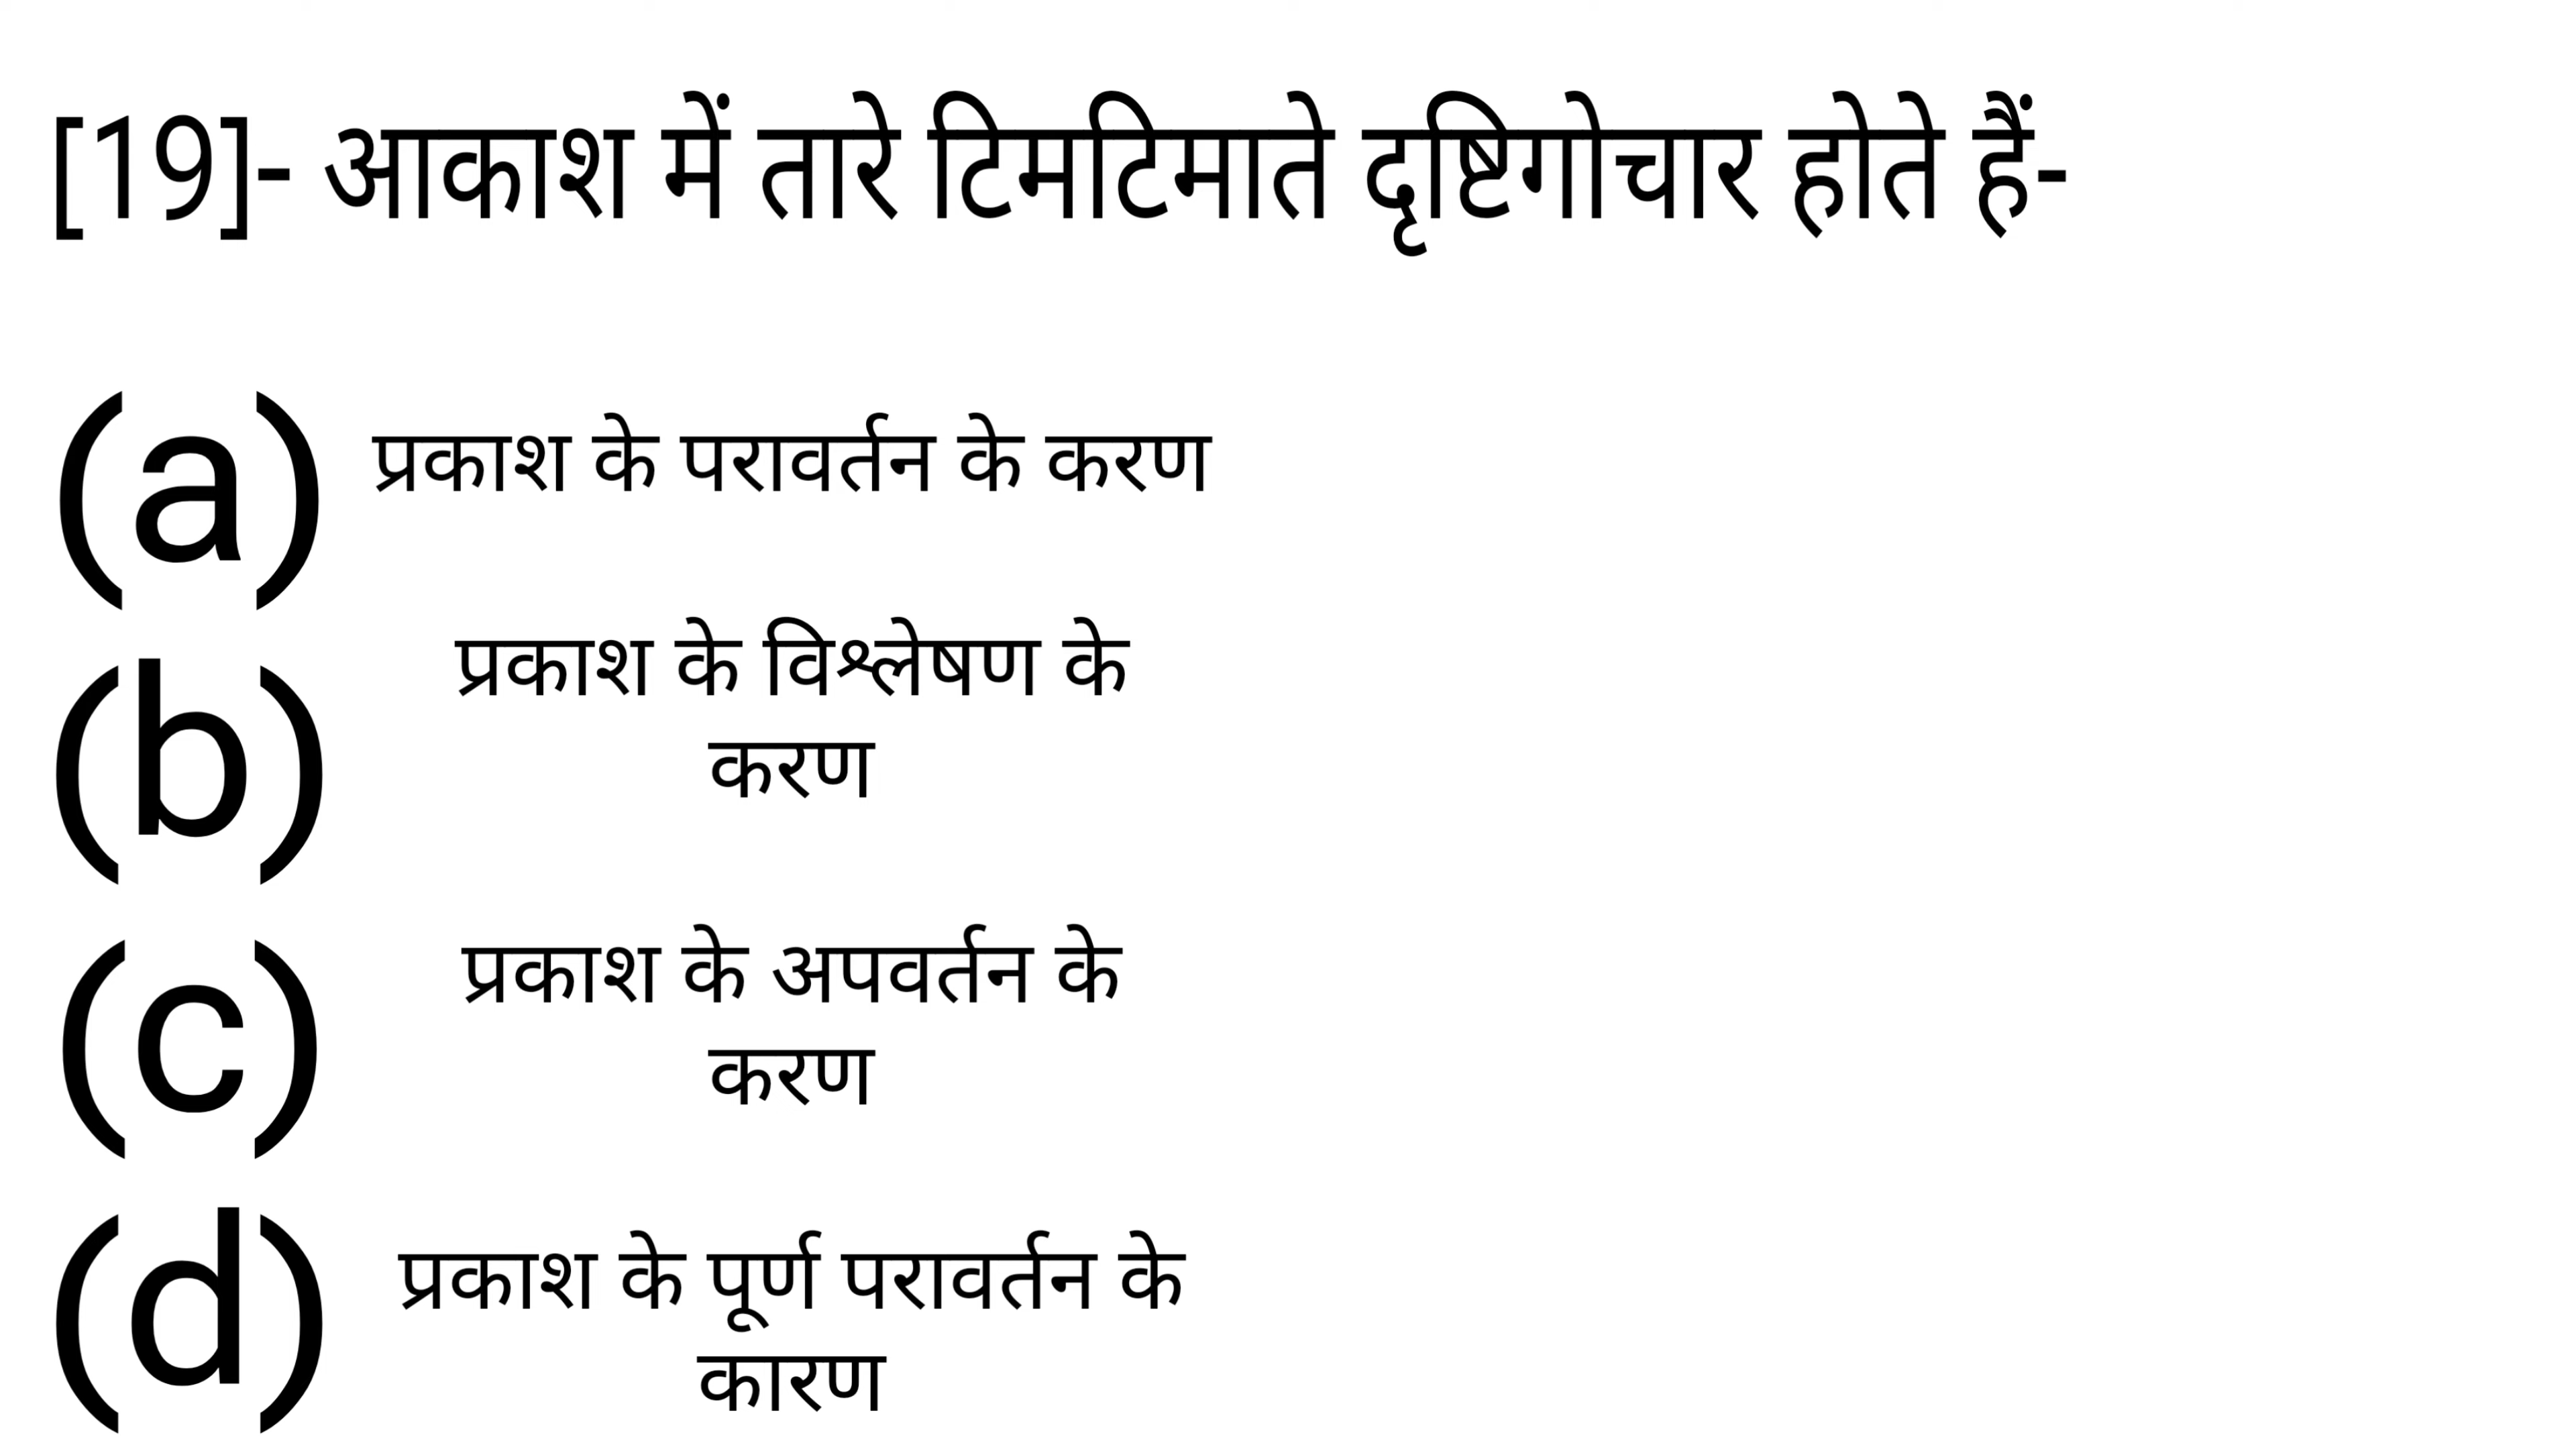 [19]- आकाश में तारे टिमटिमाते दृष्टिगोचार होते हैं-
(a) प्रकाश के परावर्तन के करण
(b) प्रकाश के विश्लेषण के
करण
(c) प्रकाश के अपवर्तन के
करण
(d) प्रकाश के पूर्ण परावर्तन के
कारण